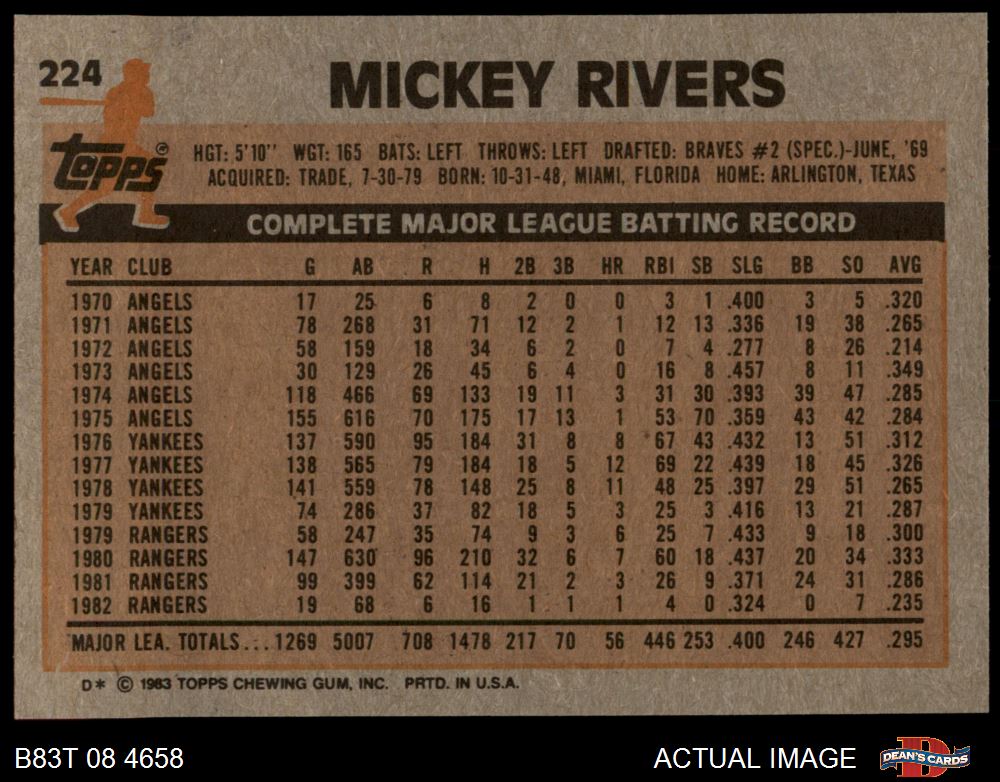 224
MICKEY RIVERS
topps®
HGT: 5'10" WGT: 165 BATS: LEFT THROWS: LEFT DRAFTED: BRAVES #2 (SPEC.)-JUNE, '69
ACQUIRED: TRADE, 7-30-79 BORN: 10-31-48, MIAMI, FLORIDA HOME: ARLINGTON, TEXAS
COMPLETE MAJOR LEAGUE BATTING RECORD
YEAR CLUB G AB R H 2B 3B HR RBI SB SLG BB SO AVG
1970 ANGELS 17 25 6 8 2 0 0 3 1 .400 3 5 .320
1971 ANGELS 78 268 31 71 12 2 1 12 13 .336 19 38 .265
1972 ANGELS 58 159 18 34 6 2 0 7 4 .277 8 26 .214
1973 ANGELS 30 129 26 45 6 4 0 16 8 .457 8 11 .349
1974 ANGELS 118 466 69 133 19 11 3 31 30 .393 39 47 .285
1975 ANGELS 155 616 70 175 17 13 1 53 70 .359 43 42 .284
1976 YANKEES 137 590 95 184 31 8 8 67 43 .432 13 51 .312
1977 YANKEES 138 565 79 184 18 5 12 69 22 .439 18 45 .326
1978 YANKEES 141 559 78 148 25 8 11 48 25 .397 29 51 .265
1979 YANKEES 74 286 37 82 18 5 3 25 3 .416 13 21 .287
1979 RANGERS 58 247 35 74 9 3 6 25 7 .433 9 18 .300
1980 RANGERS 147 630 96 210 32 6 7 60 18 .437 20 34 .333
1981 RANGERS 99 399 62 114 21 2 3 26 9 .371 24 31 .286
1982 RANGERS 19 68 6 16 1 1 1 4 0 .324 0 7 .235
MAJOR LEA. TOTALS... 1269 5007 708 1478 217 70 56 446 253 .400 246 427 .295
D* © 1983 TOPPS CHEWING GUM, INC. PRTD. IN U.S.A.
B83T 08 4658 ACTUAL IMAGE DEAN'S CARDS